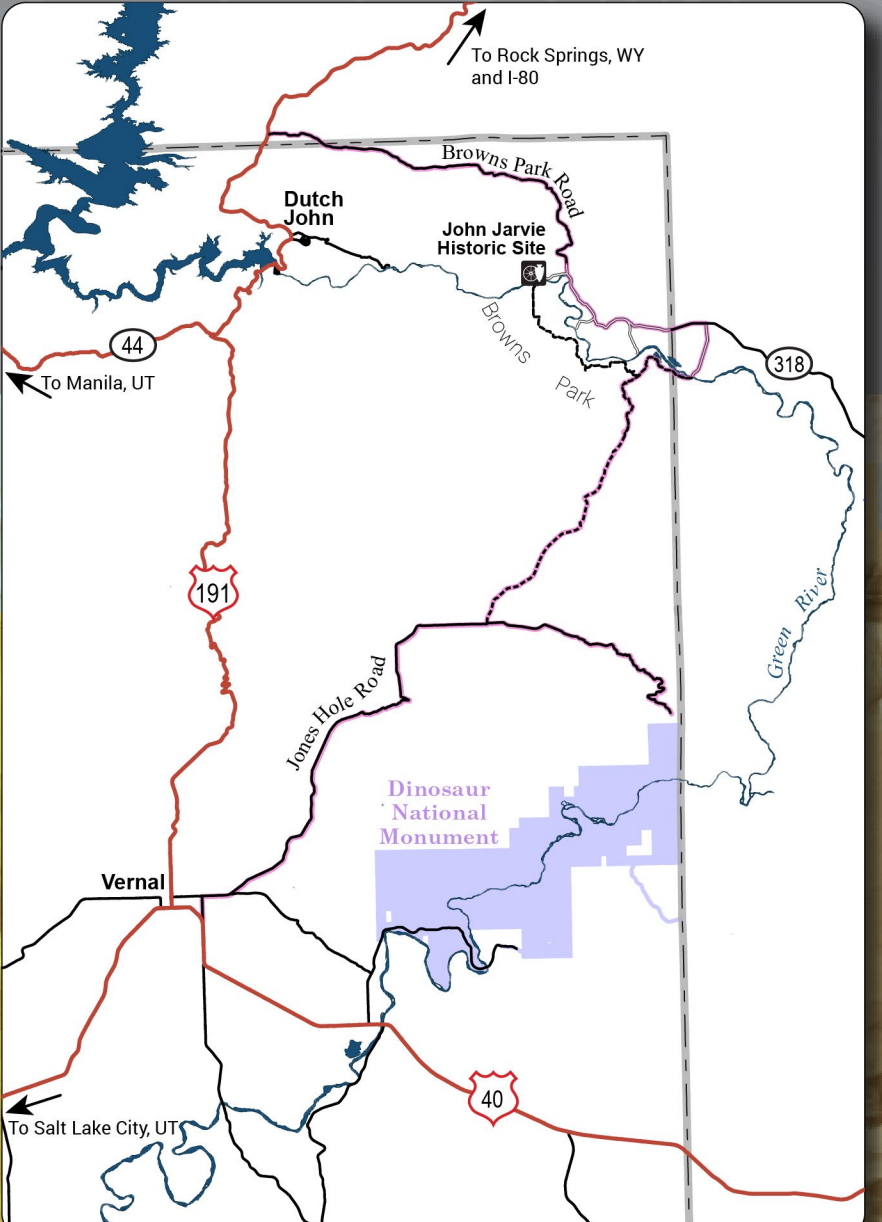 To Rock Springs, WY
and I-80
Browns Park Road
Dutch
John
John Jarvie
Historic Site
Browns
Park
44
318
To Manila, UT
191
Green River
Jones Hole Road
Dinosaur
National
Monument
Vernal
40
To Salt Lake City, UT